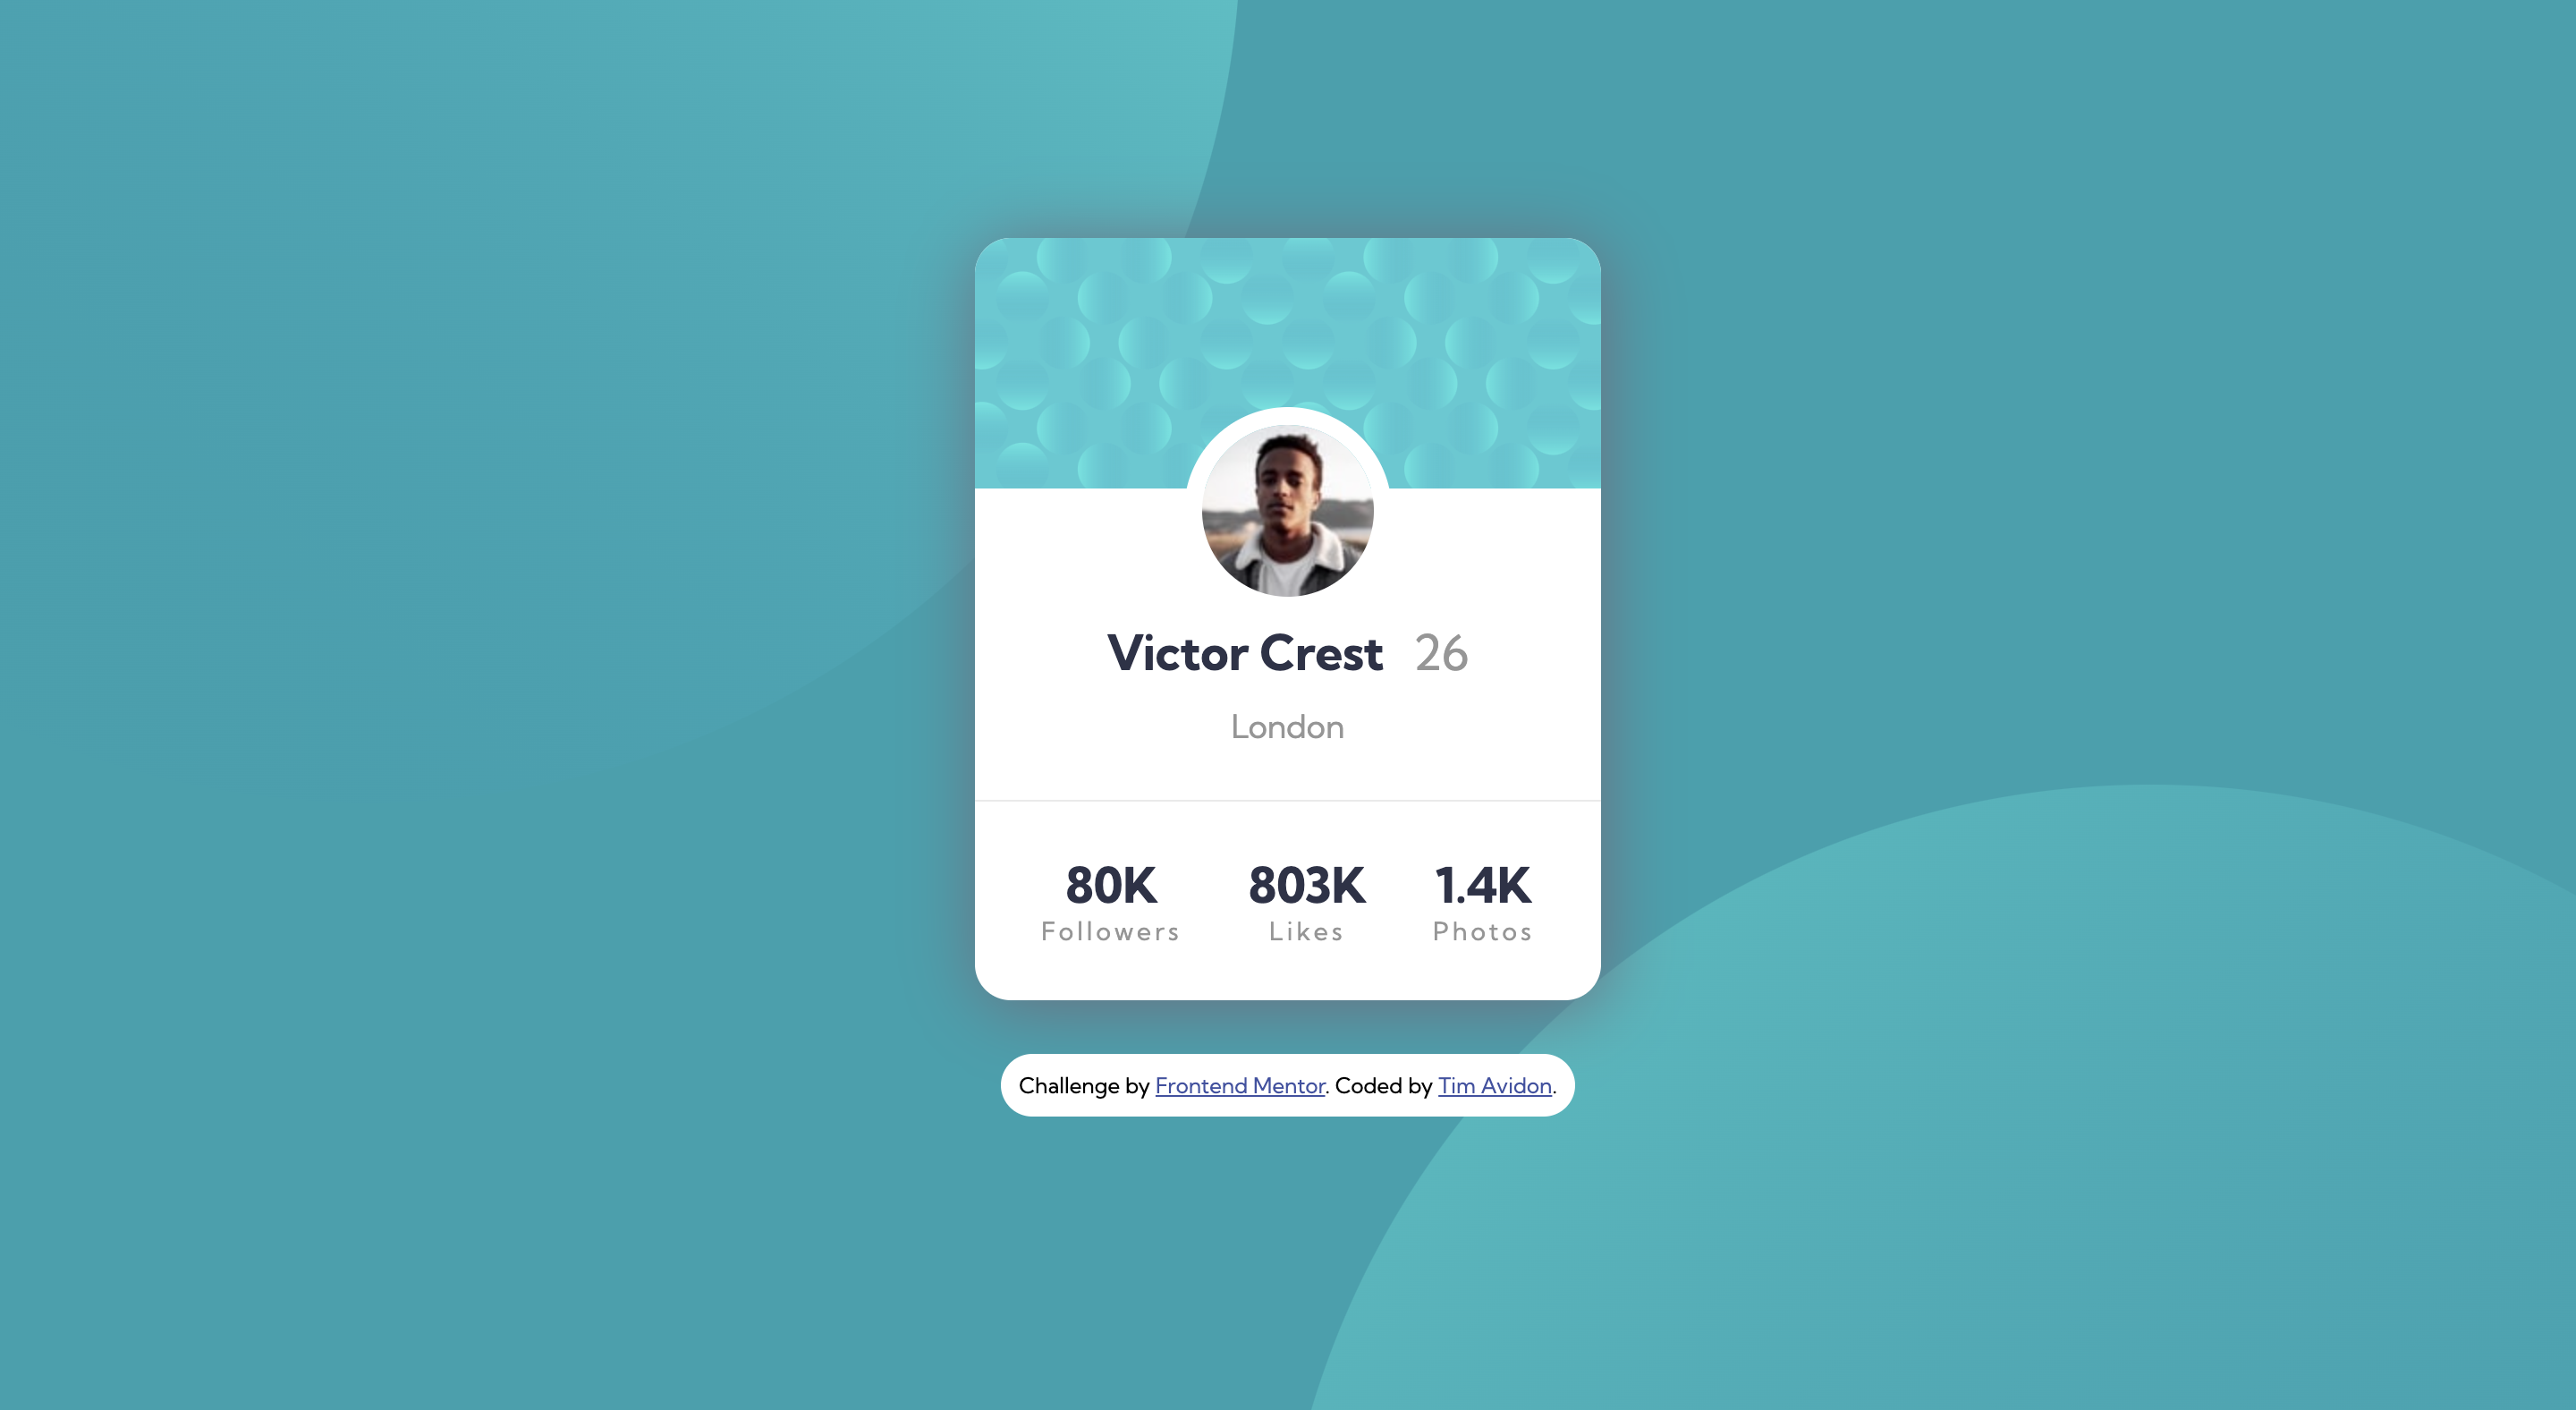 Victor Crest 26
London
80K 803K 1.4K
Followers Likes Photos
Challenge by Frontend Mentor. Coded by Tim Avidon.